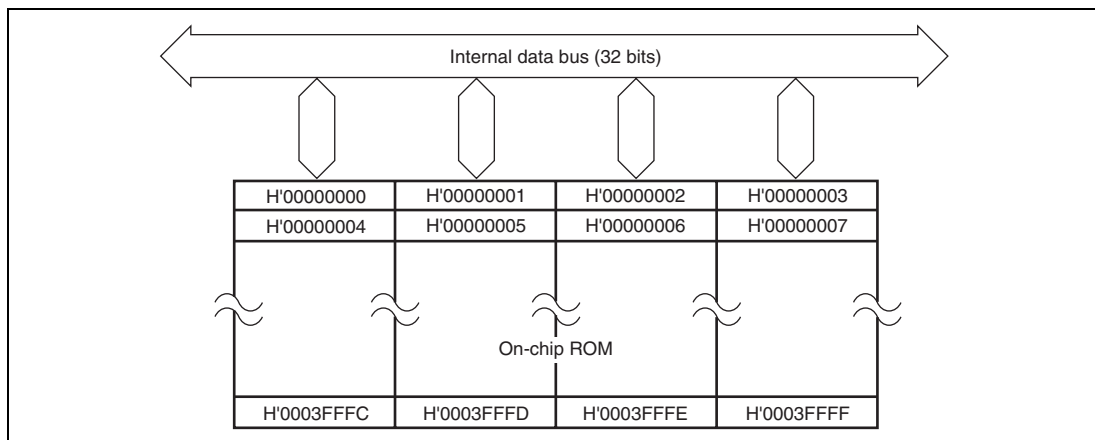 Internal data bus (32 bits)
H'00000000 H'00000001 H'00000002 H'00000003
H'00000004 H'00000005 H'00000006 H'00000007
On-chip ROM
H'0003FFFC H'0003FFFD H'0003FFFE H'0003FFFF